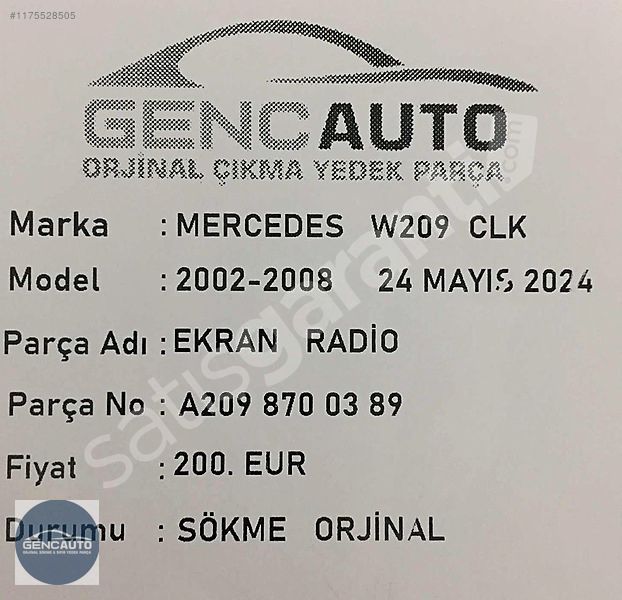 #1175528505
GENCAUTO
ORJİNAL ÇIKMA YEDEK PARÇA
Marka : MERCEDES W209 CLK
Model : 2002-2008 24 MAYIS 2024
Parça Adı : EKRAN RADİO
Parça No : A209 870 03 89
Fiyat : 200. EUR
Durumu : SÖKME ORJİNAL
satisgaranti.com
GENCAUTO